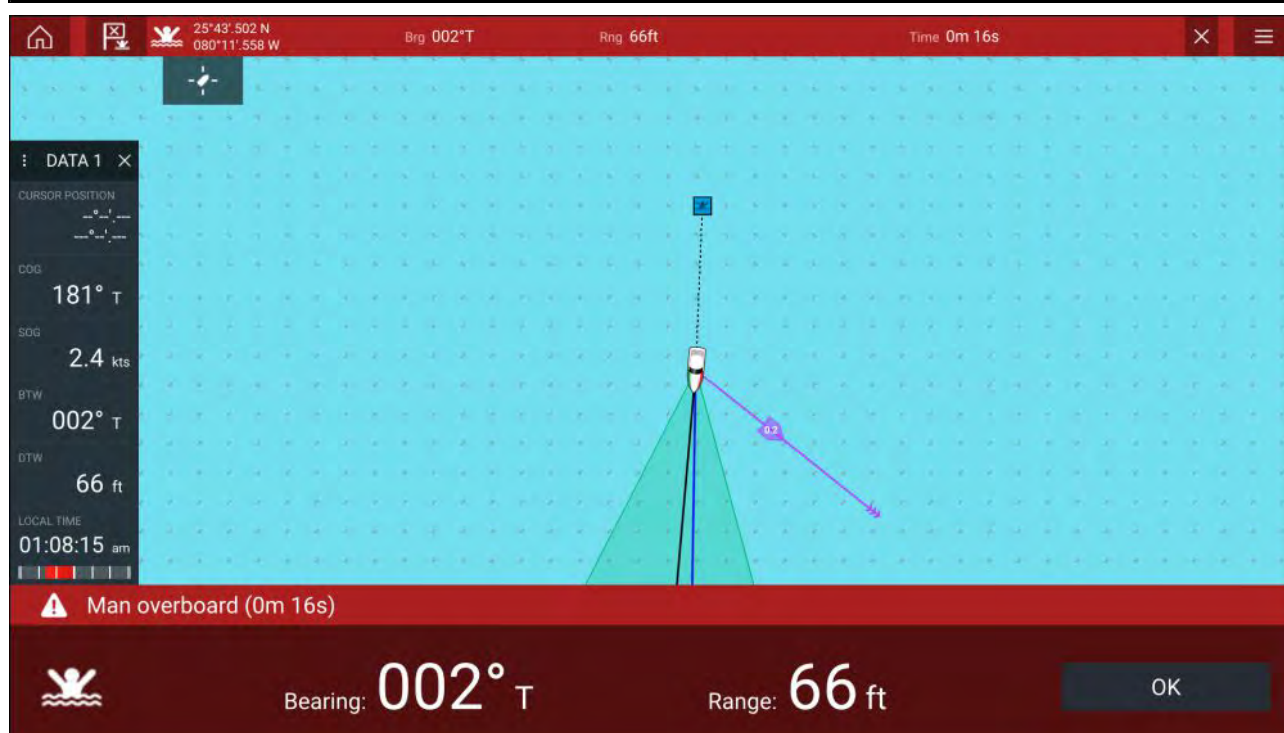 25°43'.502 N
080°11'.558 W
Brg 002°T
Rng 66ft
Time 0m 16s
DATA 1
CURSOR POSITION
--°--'.---
---°--'.---
COG
181° T
SOG
2.4 kts
BTW
002° T
DTW
66 ft
LOCAL TIME
01:08:15 am
0.2
Man overboard (0m 16s)
Bearing: 002° T
Range: 66 ft
OK